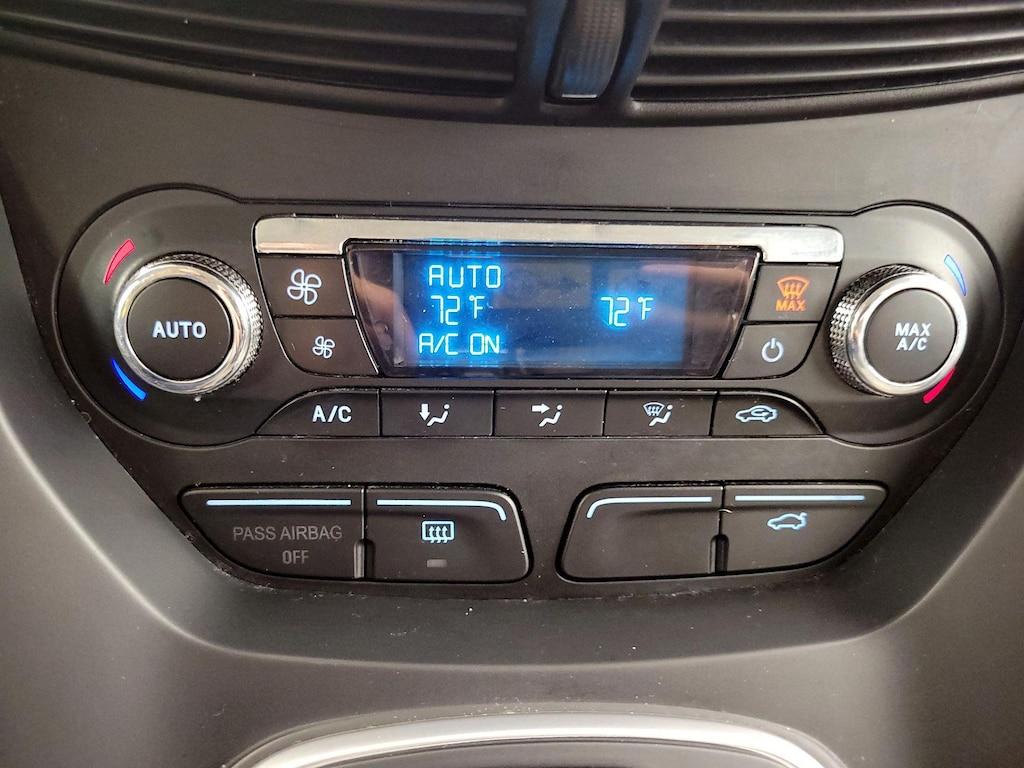 AUTO
AUTO
72°F 72°F
A/C ON
MAX
MAX
A/C
A/C
PASS AIRBAG
OFF